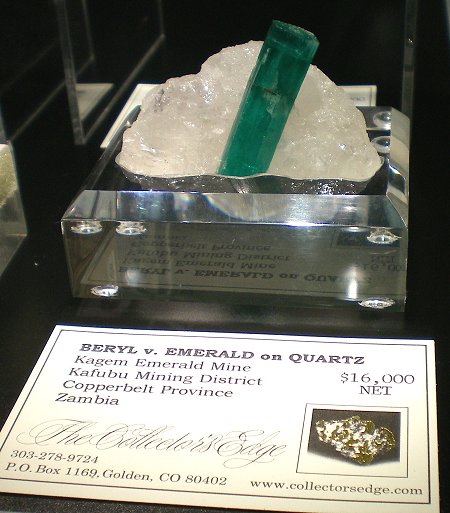 BERYL v. EMERALD on QUARTZ
Kagem Emerald Mine
Kafubu Mining District
Copperbelt Province
Zambia
$16,000
NET
The Collector's Edge
303-278-9724
P.O. Box 1169, Golden, CO 80402
www.collectorsedge.com